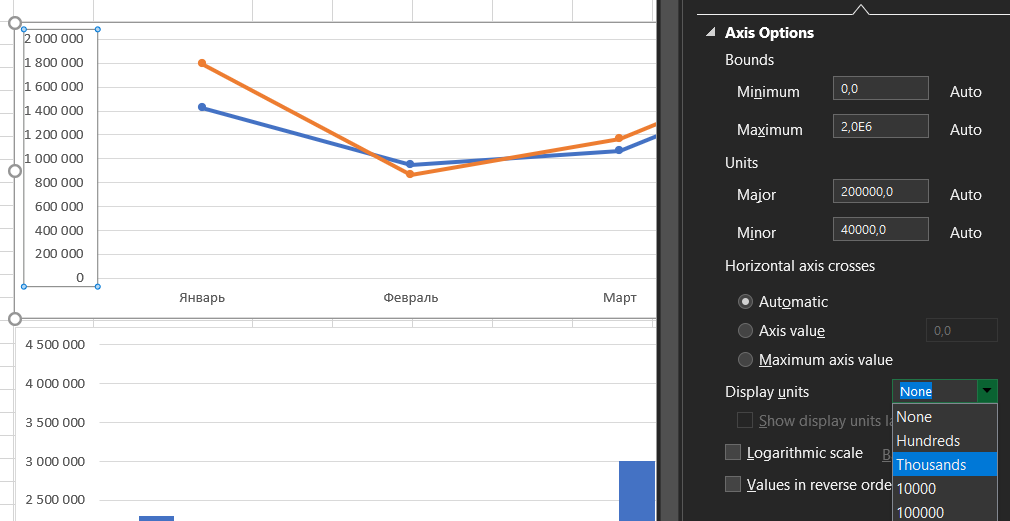 2 000 000
1 800 000
1 600 000
1 400 000
1 200 000
1 000 000
800 000
600 000
400 000
200 000
0
Январь Февраль Март
4 500 000
4 000 000
3 500 000
3 000 000
2 500 000
Axis Options
Bounds
Minimum 0,0 Auto
Maximum 2,0E6 Auto
Units
Major 200000,0 Auto
Minor 40000,0 Auto
Horizontal axis crosses
Automatic
Axis value 0,0
Maximum axis value
Display units None
None
Show display units la
Hundreds
Logarithmic scale B
Thousands
Values in reverse orde
10000
100000